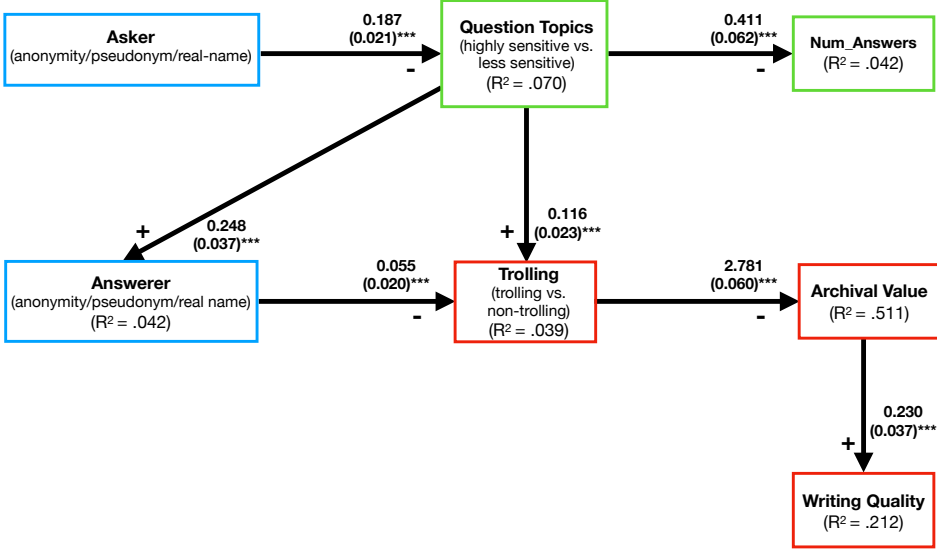 Asker
(anonymity/pseudonym/real-name)
0.187
(0.021)***
-
Question Topics
(highly sensitive vs.
less sensitive)
(R² = .070)
0.411
(0.062)***
-
Num_Answers
(R² = .042)
+
0.248
(0.037)***
+
0.116
(0.023)***
Answerer
(anonymity/pseudonym/real name)
(R² = .042)
0.055
(0.020)***
-
Trolling
(trolling vs.
non-trolling)
(R² = .039)
2.781
(0.060)***
-
Archival Value
(R² = .511)
0.230
(0.037)***
+
Writing Quality
(R² = .212)